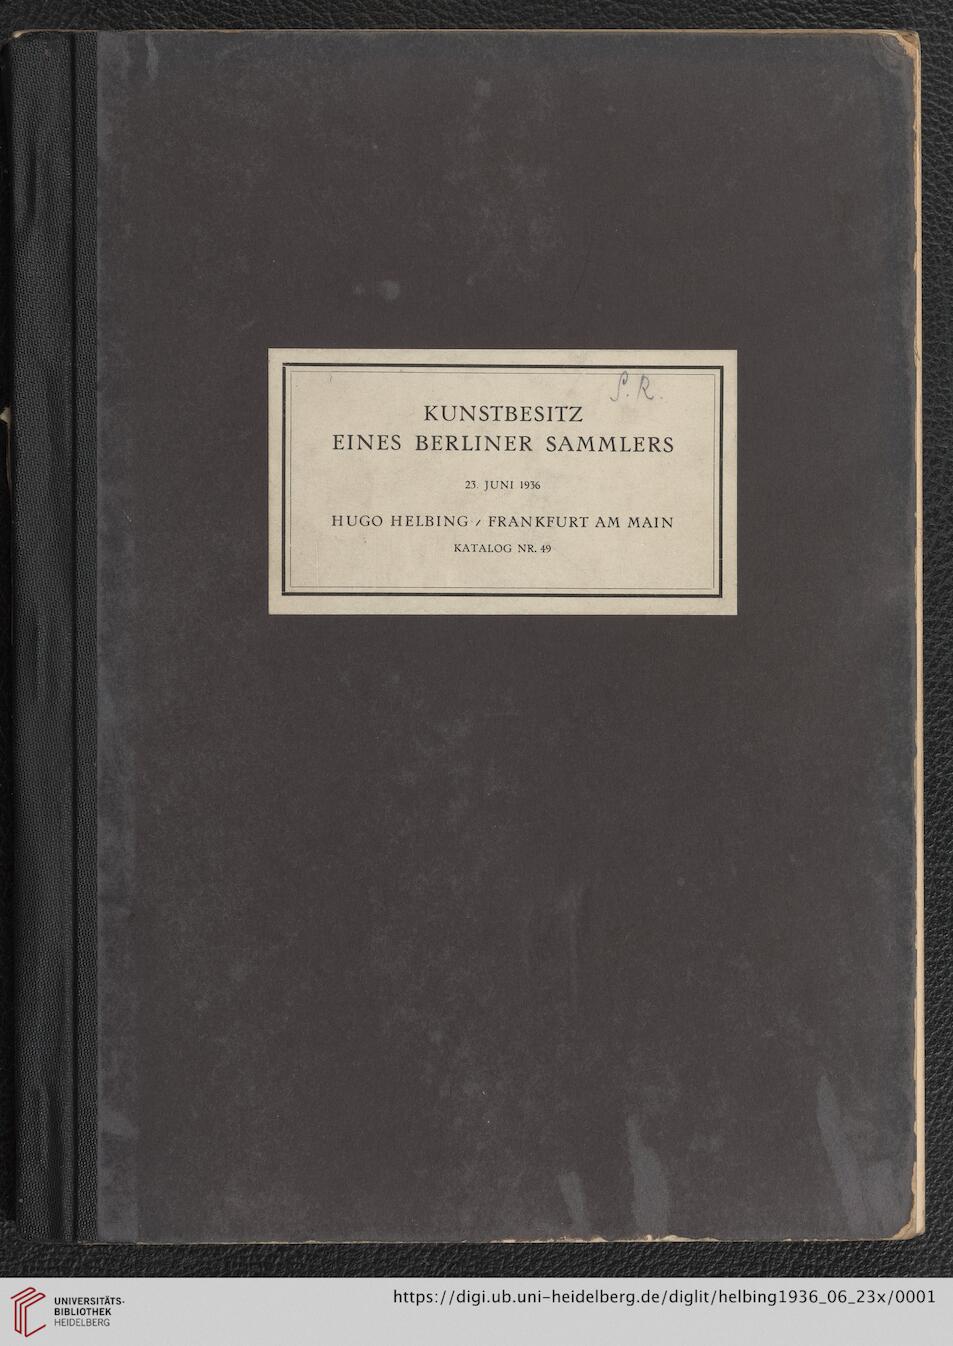 S. R.
KUNSTBESITZ
EINES BERLINER SAMMLERS
23. JUNI 1936
HUGO HELBING / FRANKFURT AM MAIN
KATALOG NR. 49
UNIVERSITÄTS-
BIBLIOTHEK
HEIDELBERG
https://digi.ub.uni-heidelberg.de/diglit/helbing1936_06_23x/0001